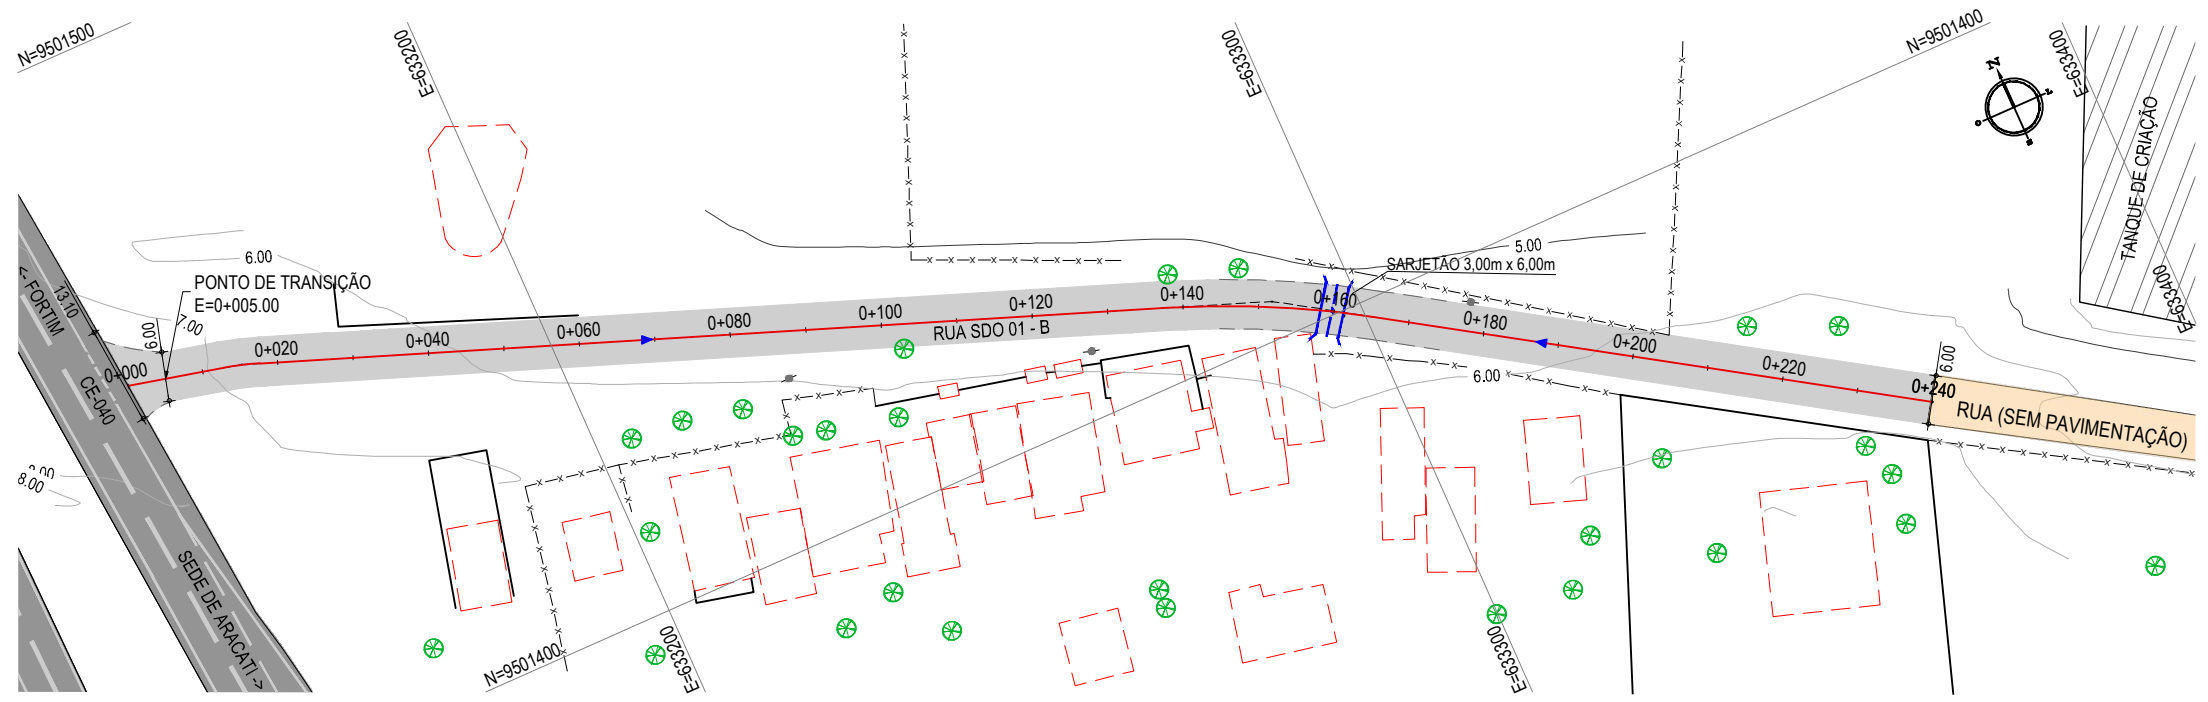 N=9501500
E=633200
E=633300
N=9501400
E=633400
N
L
S
O
TANQUE DE CRIAÇÃO
E=633400
<- FORTIM
13.10
6.00
PONTO DE TRANSIÇÃO
E=0+005.00
7.00
6.00
5.00
SARJETÃO 3,00m x 6,00m
0+000
0+020
0+040
0+060
0+080
0+100
0+120
0+140
0+160
0+180
0+200
0+220
0+240
RUA SDO 01 - B
6.00
6.00
RUA (SEM PAVIMENTAÇÃO)
CE-040
8.00
SEDE DE ARACATI ->
N=9501400
E=633200
E=633300